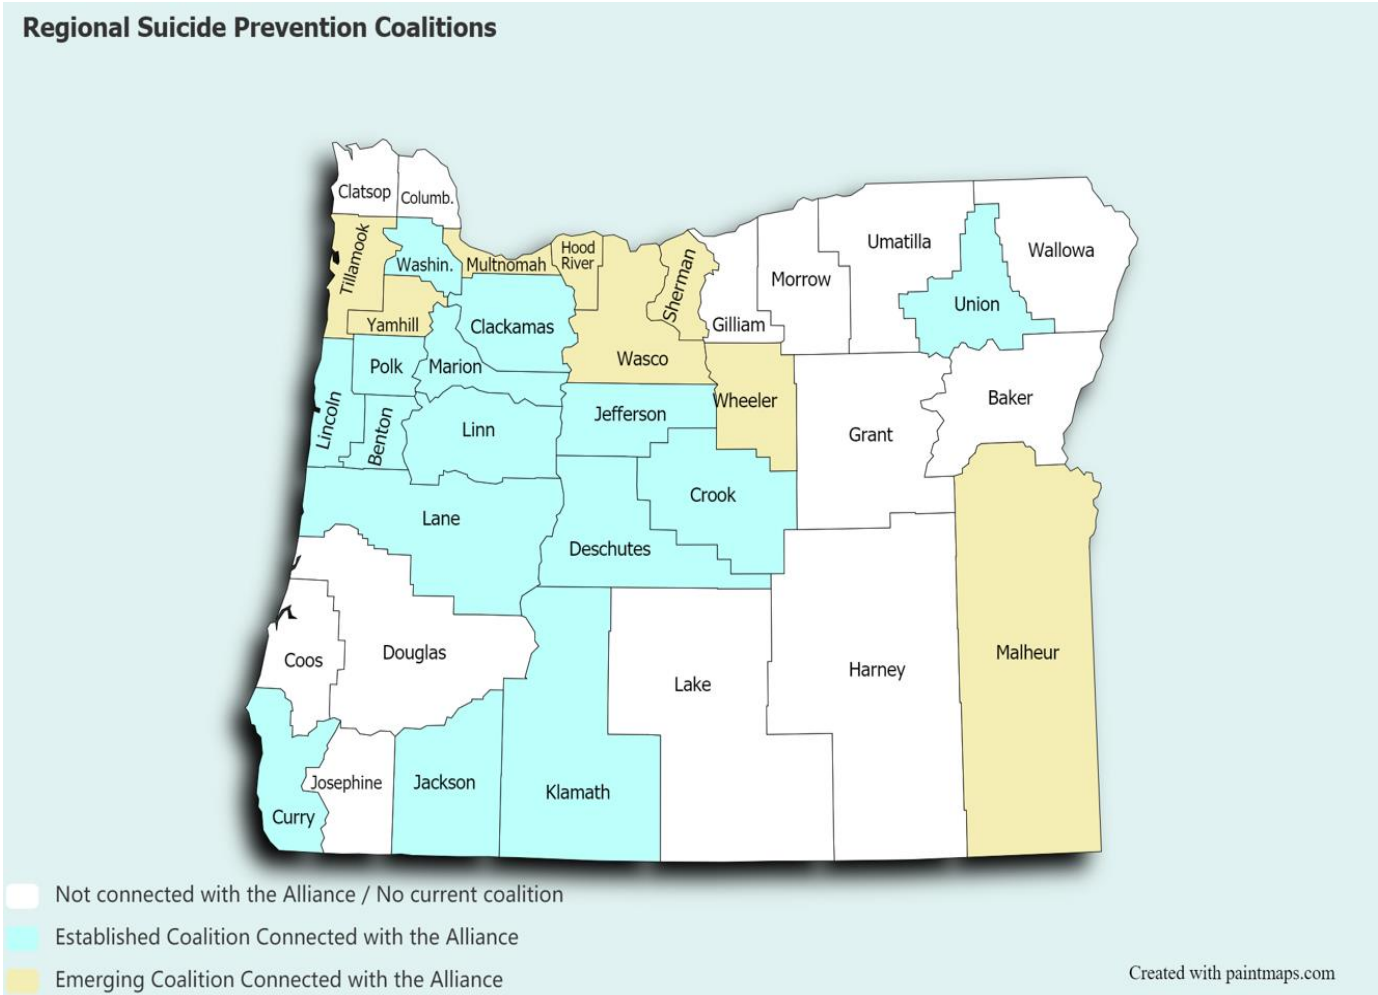 Regional Suicide Prevention Coalitions
Clatsop
Columb.
Tillamook
Washin.
Multnomah
Hood
River
Sherman
Yamhill
Clackamas
Wasco
Gilliam
Morrow
Umatilla
Union
Wallowa
Polk
Marion
Lincoln
Benton
Linn
Jefferson
Wheeler
Grant
Baker
Lane
Crook
Deschutes
Coos
Douglas
Lake
Harney
Malheur
Curry
Josephine
Jackson
Klamath
Not connected with the Alliance / No current coalition
Established Coalition Connected with the Alliance
Emerging Coalition Connected with the Alliance
Created with paintmaps.com